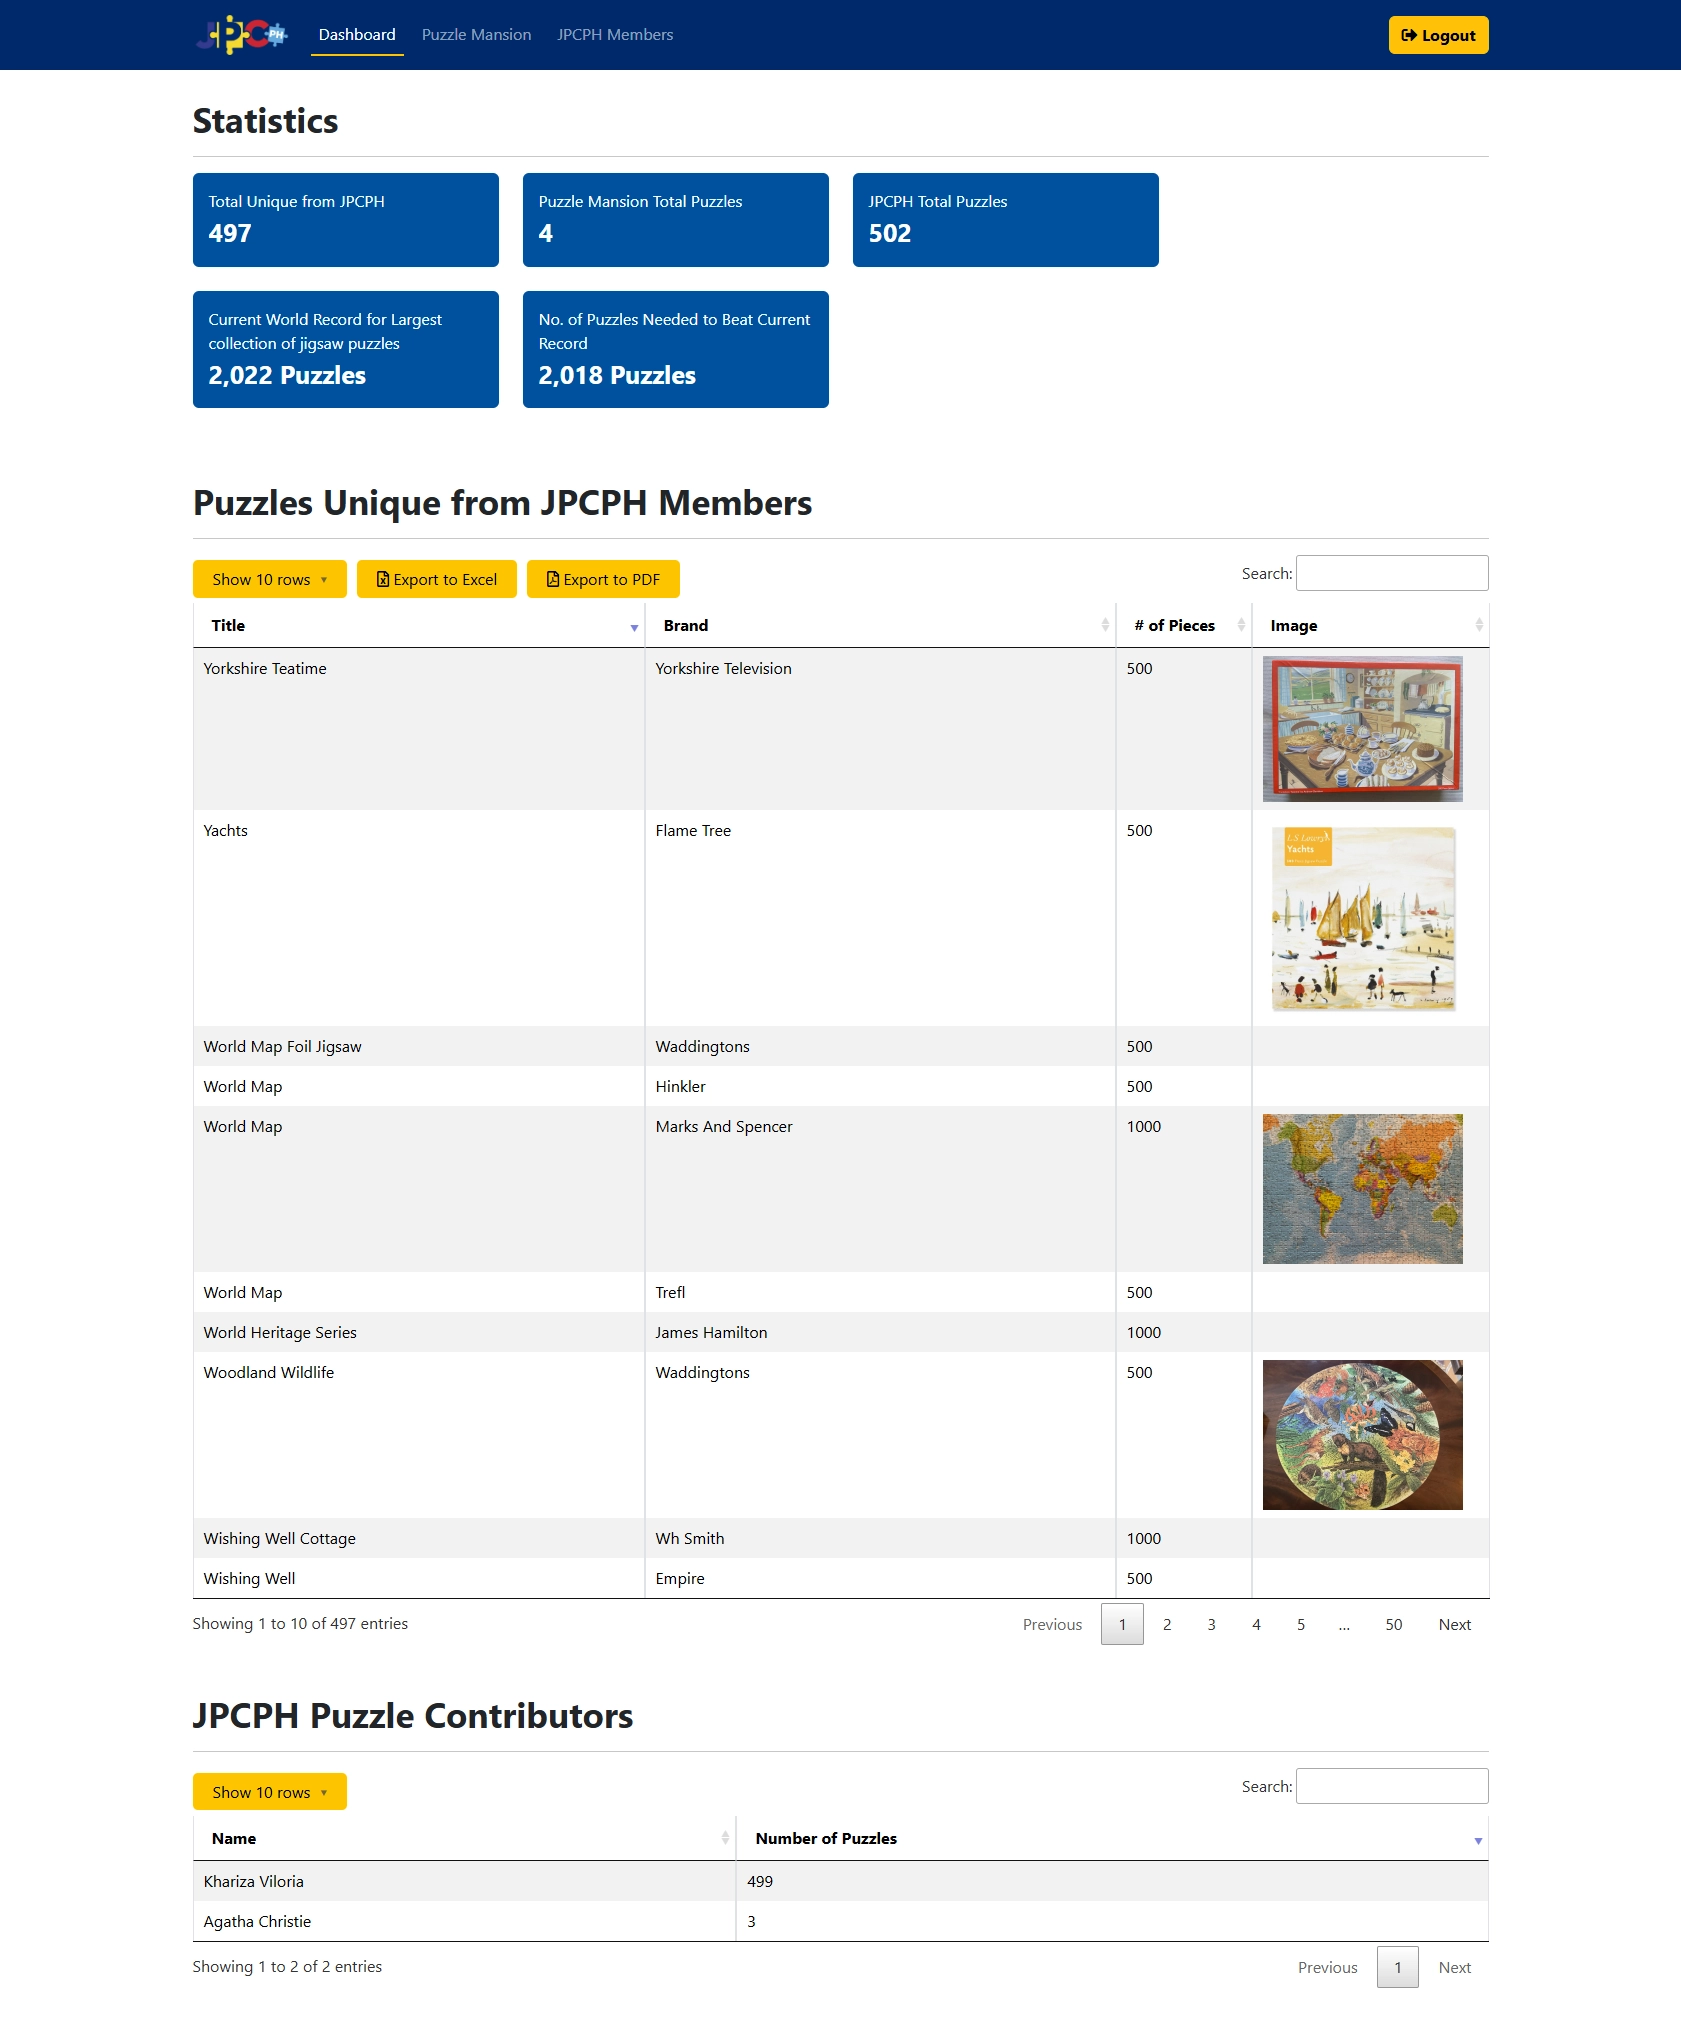 JPC PH
Dashboard
Puzzle Mansion
JPCPH Members
Logout
Statistics
Total Unique from JPCPH
497
Puzzle Mansion Total Puzzles
4
JPCPH Total Puzzles
502
Current World Record for Largest
collection of jigsaw puzzles
2,022 Puzzles
No. of Puzzles Needed to Beat Current
Record
2,018 Puzzles
Puzzles Unique from JPCPH Members
Show 10 rows
Export to Excel
Export to PDF
Search:
Title Brand # of Pieces Image
Yorkshire Teatime Yorkshire Television 500
Yachts Flame Tree 500
L.S. Lowry
Yachts
World Map Foil Jigsaw Waddingtons 500
World Map Hinkler 500
World Map Marks And Spencer 1000
World Map Trefl 500
World Heritage Series James Hamilton 1000
Woodland Wildlife Waddingtons 500
Wishing Well Cottage Wh Smith 1000
Wishing Well Empire 500
Showing 1 to 10 of 497 entries
Previous 1 2 3 4 5 … 50 Next
JPCPH Puzzle Contributors
Show 10 rows
Search:
Name Number of Puzzles
Khariza Viloria 499
Agatha Christie 3
Showing 1 to 2 of 2 entries
Previous 1 Next